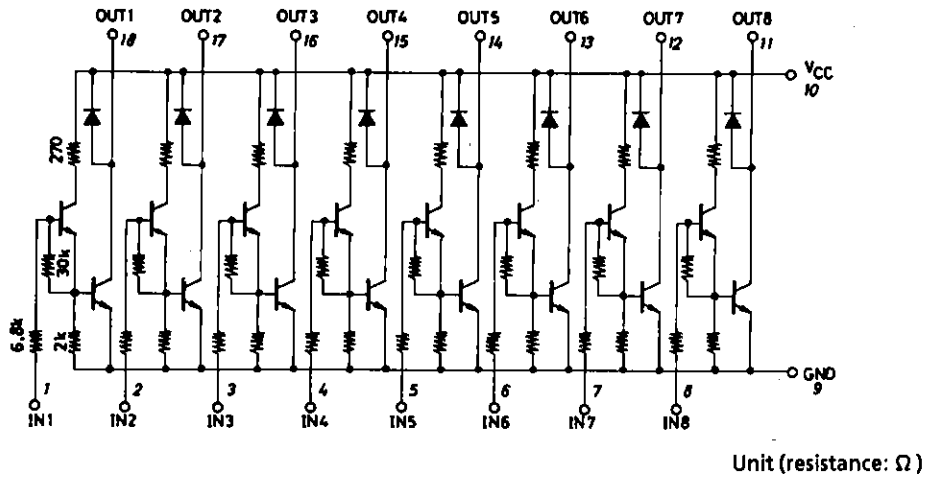 OUT1 OUT2 OUT3 OUT4 OUT5 OUT6 OUT7 OUT8
18 17 16 15 14 13 12 11
VCC
10
270
30k
6.8k
2k
GND
9
1 2 3 4 5 6 7 8
IN1 IN2 IN3 IN4 IN5 IN6 IN7 IN8
Unit (resistance: Ω )